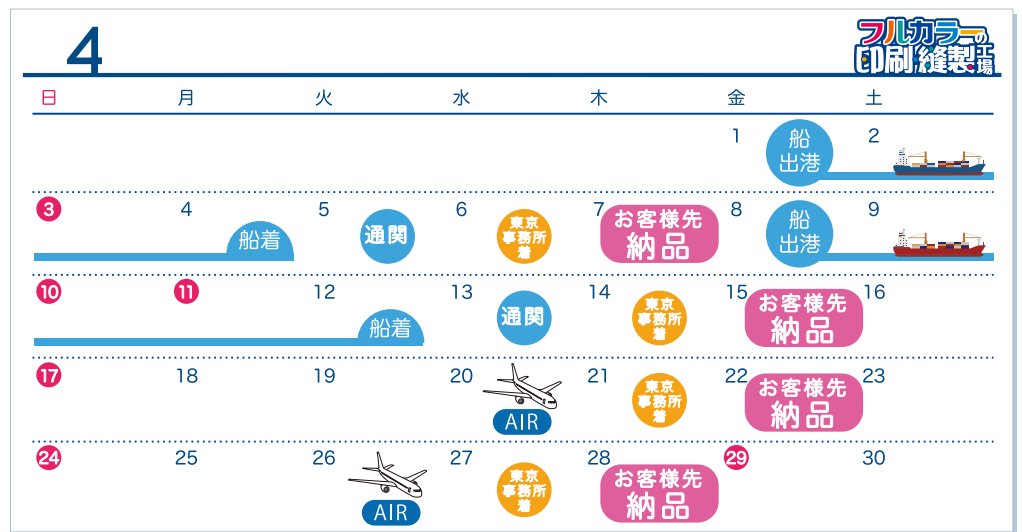 4
フルカラーの
印刷縫製工場
日 月 火 水 木 金 土
1 船出港 2
3 4 船着 5 通関 6 東京事務所着 7 お客様先納品 8 船出港 9
10 11 12 船着 13 通関 14 東京事務所着 15 お客様先納品 16
17 18 19 20 AIR 21 東京事務所着 22 お客様先納品 23
24 25 26 AIR 27 東京事務所着 28 お客様先納品 29 30